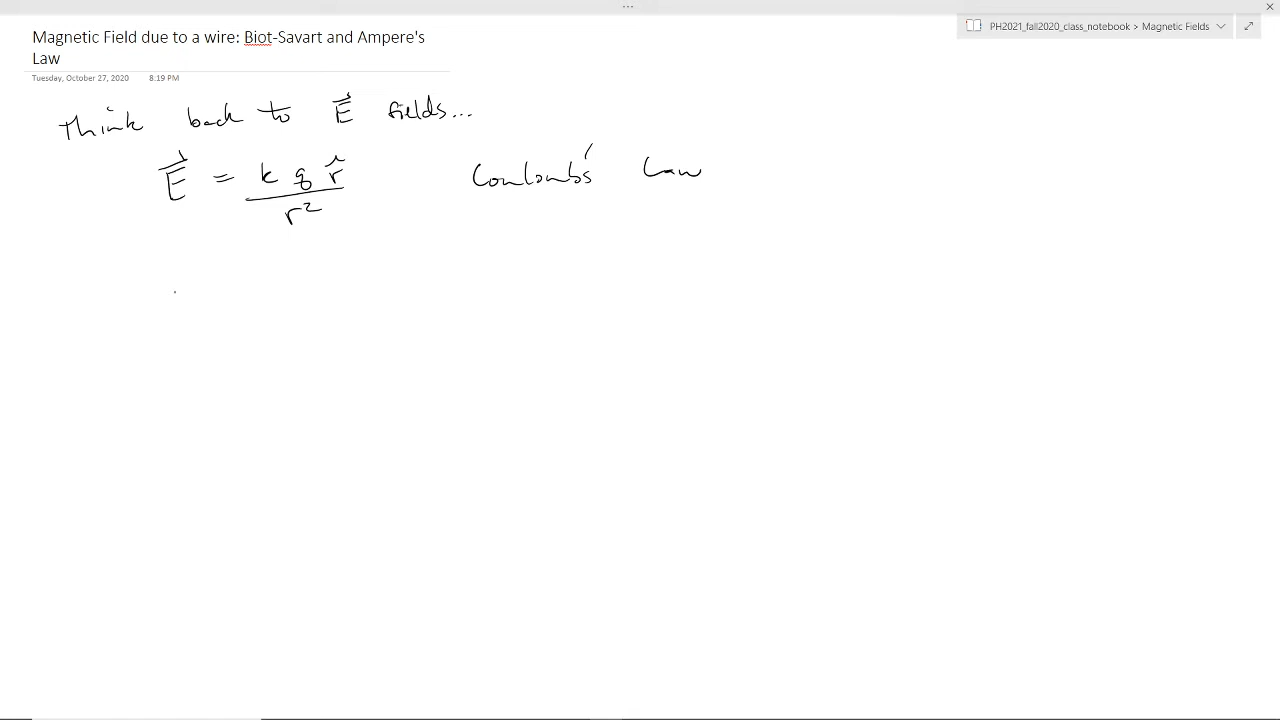 PH2021_fall2020_class_notebook > Magnetic Fields
Magnetic Field due to a wire: Biot-Savart and Ampere's
Law
Tuesday, October 27, 2020 8:19 PM
Think back to E⃗ fields...
E⃗ = k q r̂ / r² Coulombs' Law